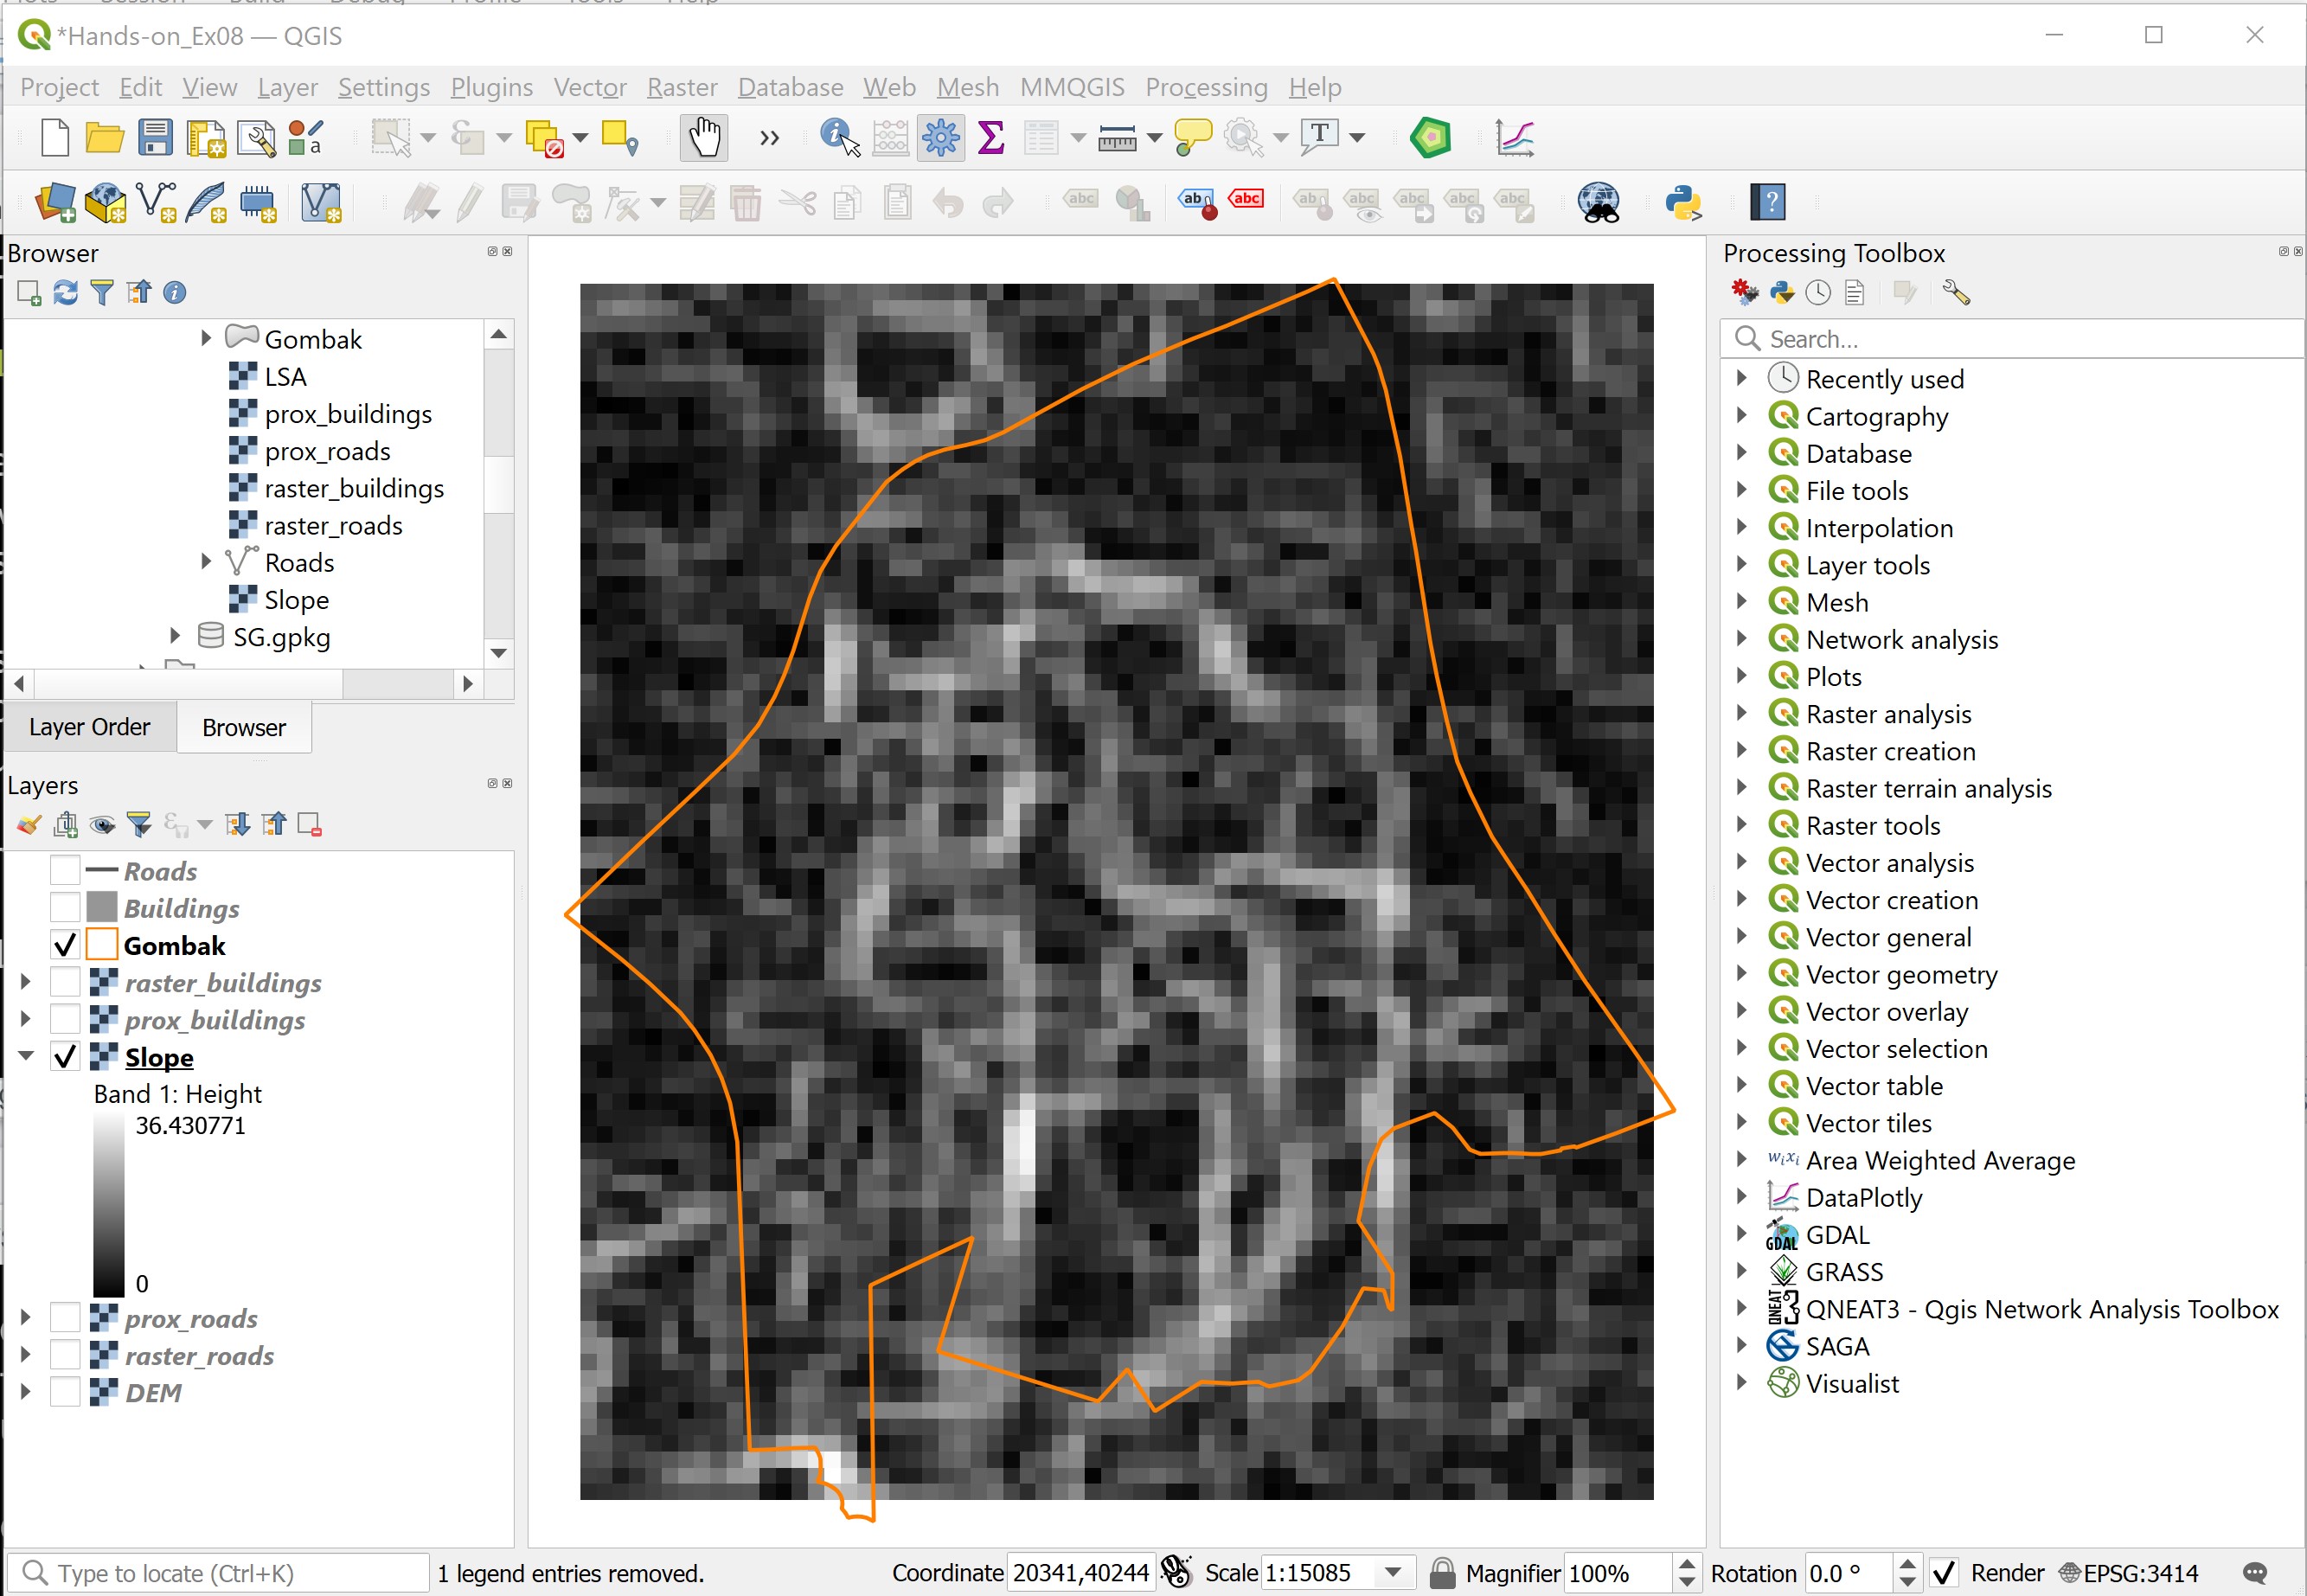 *Hands-on_Ex08 — QGIS
Project Edit View Layer Settings Plugins Vector Raster Database Web Mesh MMQGIS Processing Help
Browser
Gombak
LSA
prox_buildings
prox_roads
raster_buildings
raster_roads
Roads
Slope
SG.gpkg
Layer Order Browser
Layers
Roads
Buildings
Gombak
raster_buildings
prox_buildings
Slope
Band 1: Height
36.430771
0
prox_roads
raster_roads
DEM
Processing Toolbox
Search...
Recently used
Cartography
Database
File tools
Interpolation
Layer tools
Mesh
Network analysis
Plots
Raster analysis
Raster creation
Raster terrain analysis
Raster tools
Vector analysis
Vector creation
Vector general
Vector geometry
Vector overlay
Vector selection
Vector table
Vector tiles
Area Weighted Average
DataPlotly
GDAL
GRASS
QNEAT3 - Qgis Network Analysis Toolbox
SAGA
Visualist
Type to locate (Ctrl+K) 1 legend entries removed. Coordinate 20341,40244 Scale 1:15085 Magnifier 100% Rotation 0.0 ° Render EPSG:3414